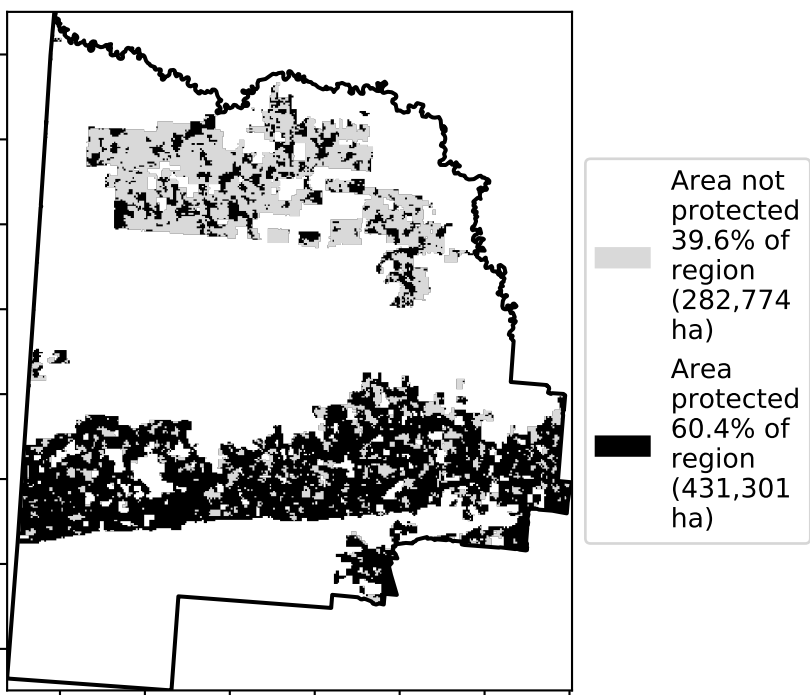 Area not
protected
39.6% of
region
(282,774
ha)
Area
protected
60.4% of
region
(431,301
ha)